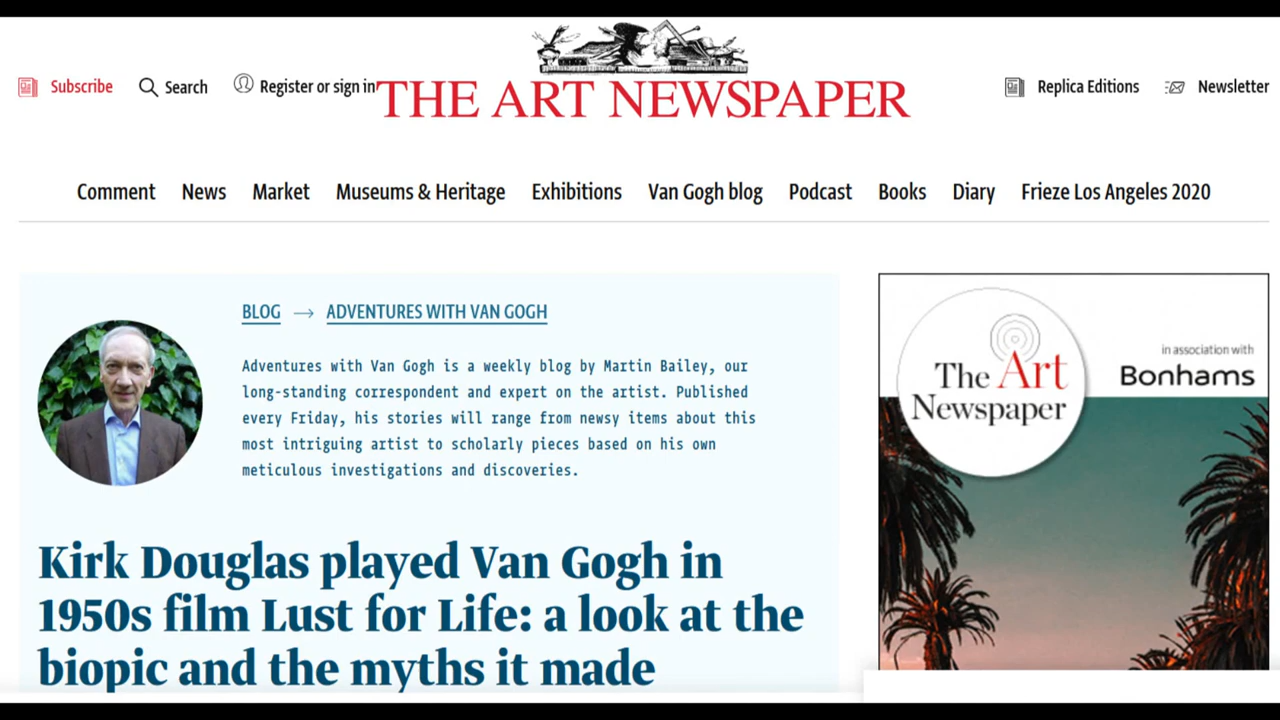 Subscribe
Search
Register or sign in
THE ART NEWSPAPER
Replica Editions
Newsletter
Comment News Market Museums & Heritage Exhibitions Van Gogh blog Podcast Books Diary Frieze Los Angeles 2020
BLOG → ADVENTURES WITH VAN GOGH
Adventures with Van Gogh is a weekly blog by Martin Bailey, our
long-standing correspondent and expert on the artist. Published
every Friday, his stories will range from newsy items about this
most intriguing artist to scholarly pieces based on his own
meticulous investigations and discoveries.
Kirk Douglas played Van Gogh in
1950s film Lust for Life: a look at the
biopic and the myths it made
The Art
Newspaper
in association with
Bonhams